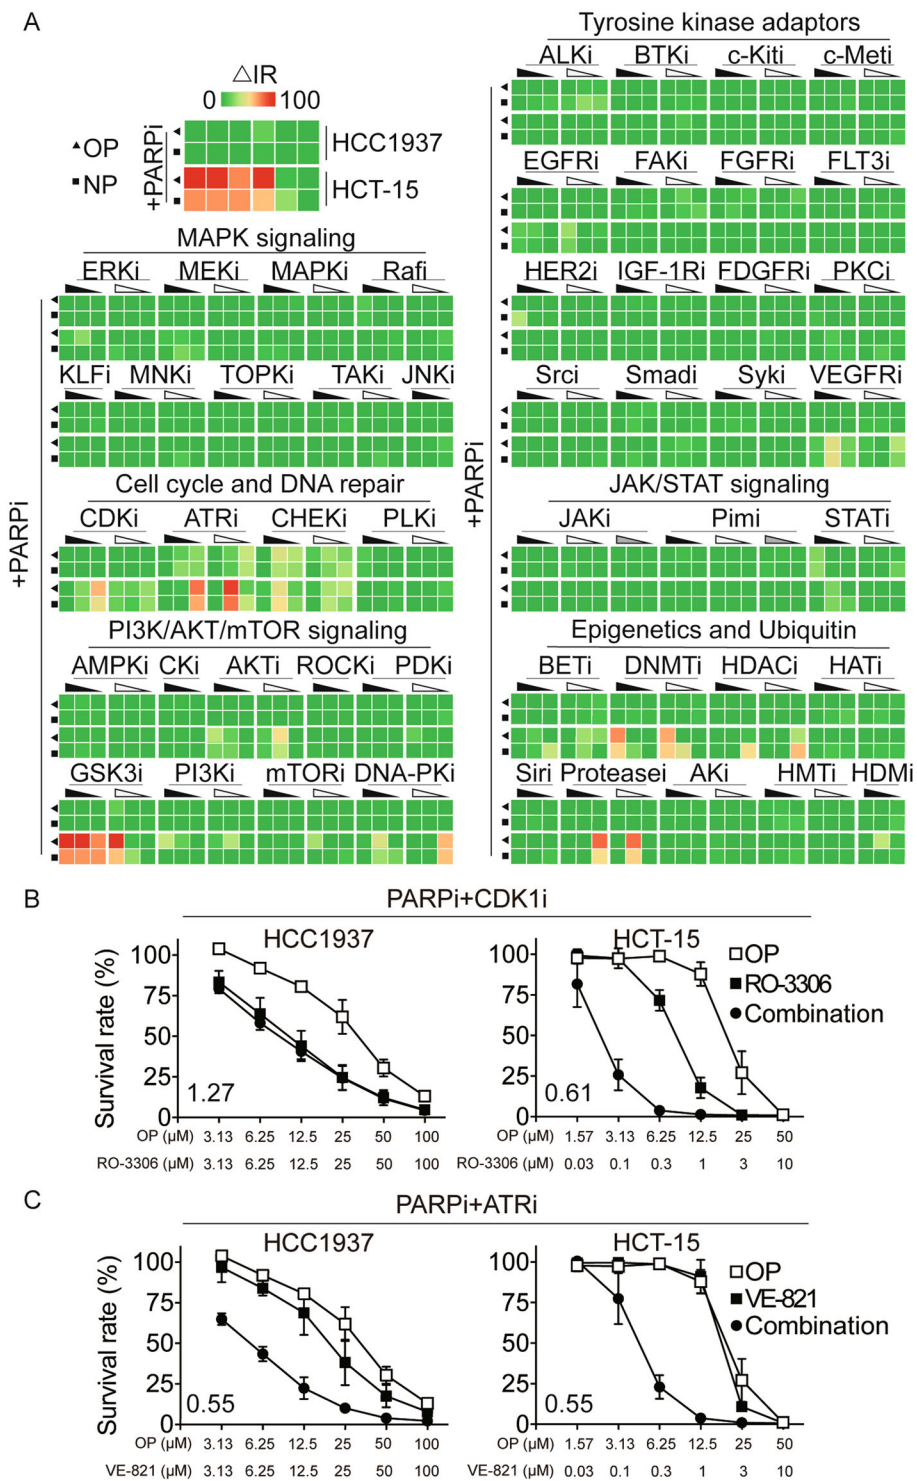 A
△IR
0 100
▲OP
■NP
+PARPi
HCC1937
HCT-15
MAPK signaling
ERKi MEKi MAPKi Rafi
KLFi MNKi TOPKi TAKi JNKi
Cell cycle and DNA repair
CDKi ATRi CHEKi PLKi
PI3K/AKT/mTOR signaling
AMPKi CKi AKTi ROCKi PDKi
GSK3i PI3Ki mTORi DNA-PKi
+PARPi
Tyrosine kinase adaptors
ALKi BTKi c-Kiti c-Meti
EGFRi FAKi FGFRi FLT3i
HER2i IGF-1Ri FDGFRi PKCi
Srci Smadi Syki VEGFRi
JAK/STAT signaling
JAKi Pimi STATi
Epigenetics and Ubiquitin
BETi DNMTi HDACi HATi
Siri Proteasei AKi HMTi HDMi
+PARPi
B
PARPi+CDK1i
HCC1937
Survival rate (%)
100
75
50
25
0
1.27
OP (µM) 3.13 6.25 12.5 25 50 100
RO-3306 (µM) 3.13 6.25 12.5 25 50 100
HCT-15
100
75
50
25
0
0.61
OP
RO-3306
Combination
OP (µM) 1.57 3.13 6.25 12.5 25 50
RO-3306 (µM) 0.03 0.1 0.3 1 3 10
C
PARPi+ATRi
HCC1937
Survival rate (%)
100
75
50
25
0
0.55
OP (µM) 3.13 6.25 12.5 25 50 100
VE-821 (µM) 3.13 6.25 12.5 25 50 100
HCT-15
100
75
50
25
0
0.55
OP
VE-821
Combination
OP (µM) 1.57 3.13 6.25 12.5 25 50
VE-821 (µM) 0.03 0.1 0.3 1 3 10